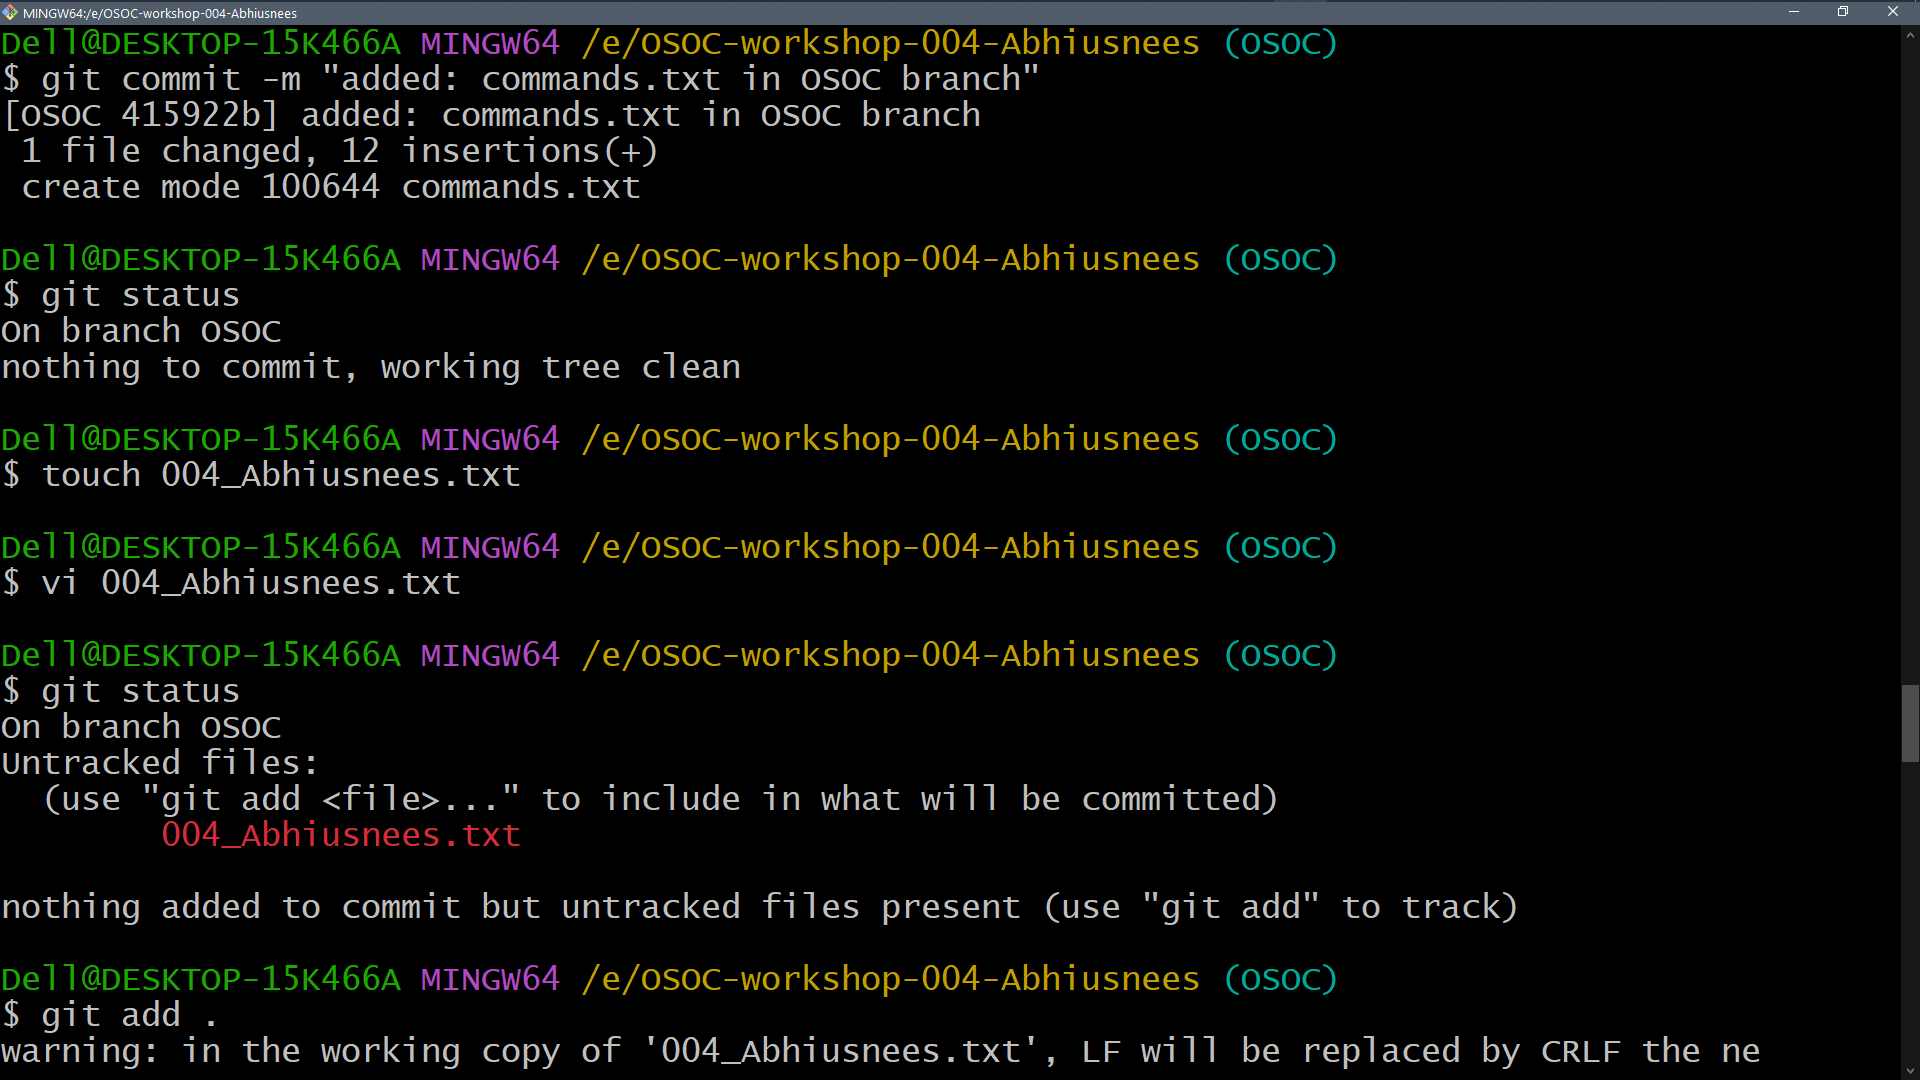 MINGW64:/e/OSOC-workshop-004-Abhiusnees
Dell@DESKTOP-15K466A MINGW64 /e/OSOC-workshop-004-Abhiusnees (OSOC)
$ git commit -m "added: commands.txt in OSOC branch"
[OSOC 415922b] added: commands.txt in OSOC branch
 1 file changed, 12 insertions(+)
 create mode 100644 commands.txt

Dell@DESKTOP-15K466A MINGW64 /e/OSOC-workshop-004-Abhiusnees (OSOC)
$ git status
On branch OSOC
nothing to commit, working tree clean

Dell@DESKTOP-15K466A MINGW64 /e/OSOC-workshop-004-Abhiusnees (OSOC)
$ touch 004_Abhiusnees.txt

Dell@DESKTOP-15K466A MINGW64 /e/OSOC-workshop-004-Abhiusnees (OSOC)
$ vi 004_Abhiusnees.txt

Dell@DESKTOP-15K466A MINGW64 /e/OSOC-workshop-004-Abhiusnees (OSOC)
$ git status
On branch OSOC
Untracked files:
  (use "git add <file>..." to include in what will be committed)
        004_Abhiusnees.txt

nothing added to commit but untracked files present (use "git add" to track)

Dell@DESKTOP-15K466A MINGW64 /e/OSOC-workshop-004-Abhiusnees (OSOC)
$ git add .
warning: in the working copy of '004_Abhiusnees.txt', LF will be replaced by CRLF the ne